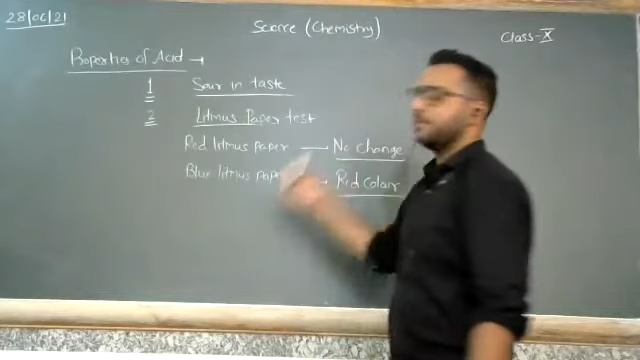 28/06/21
Science (Chemistry)
Class-X
Properties of Acid →
1 Sour in taste
2 Litmus Paper test
Red litmus paper — No change
Blue litmus → Red Colour